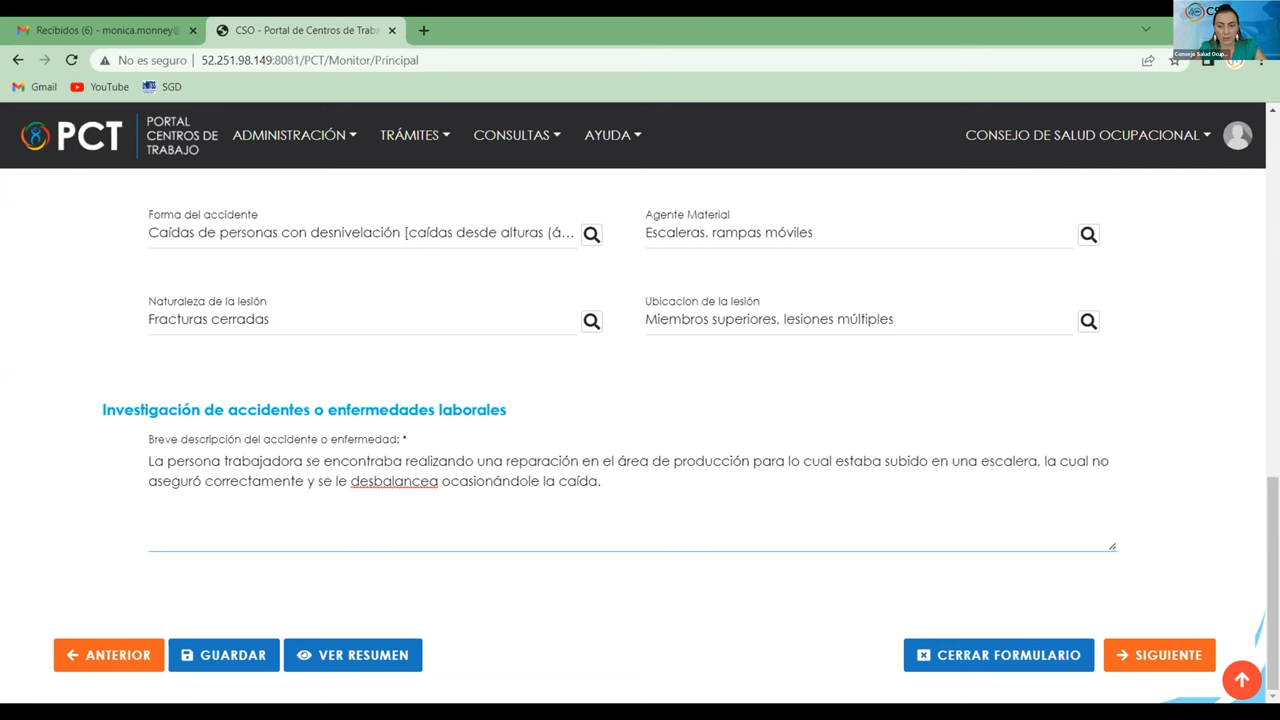 Recibidos (6) - monica.monney@
CSO - Portal de Centros de Traba
No es seguro
52.251.98.149:8081/PCT/Monitor/Principal
Gmail
YouTube
SGD
Consejo Salud Ocup...
PCT
PORTAL
CENTROS DE
TRABAJO
ADMINISTRACIÓN
TRÁMITES
CONSULTAS
AYUDA
CONSEJO DE SALUD OCUPACIONAL
Forma del accidente
Caídas de personas con desnivelación [caídas desde alturas (á...
Agente Material
Escaleras, rampas móviles
Naturaleza de la lesión
Fracturas cerradas
Ubicacion de la lesión
Miembros superiores, lesiones múltiples
Investigación de accidentes o enfermedades laborales
Breve descripción del accidente o enfermedad: *
La persona trabajadora se encontraba realizando una reparación en el área de producción para lo cual estaba subido en una escalera, la cual no
aseguró correctamente y se le desbalancea ocasionándole la caída.
ANTERIOR
GUARDAR
VER RESUMEN
CERRAR FORMULARIO
SIGUIENTE